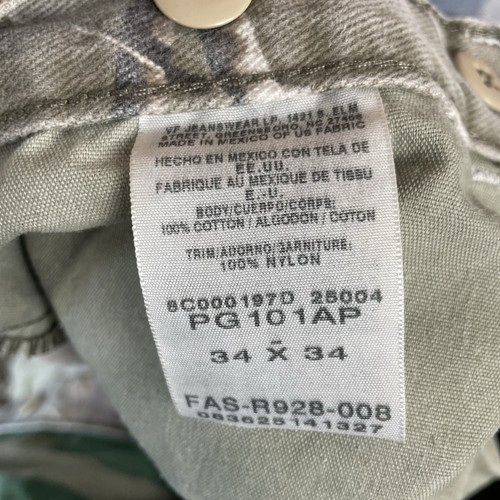 VF JEANSWEAR LP, 1421 S. ELM
STREET, GREENSBORO, NC 27406
MADE IN MEXICO OF US FABRIC
HECHO EN MEXICO CON TELA DE
EE.UU.
FABRIQUE AU MEXIQUE DE TISSU
E.-U.
BODY/CUERPO/CORPS:
100% COTTON / ALGODON / COTON
TRIM/ADORNO/GARNITURE:
100% NYLON
6C000197D 25004
PG101AP
34 X 34
FAS-R928-008
083625141327